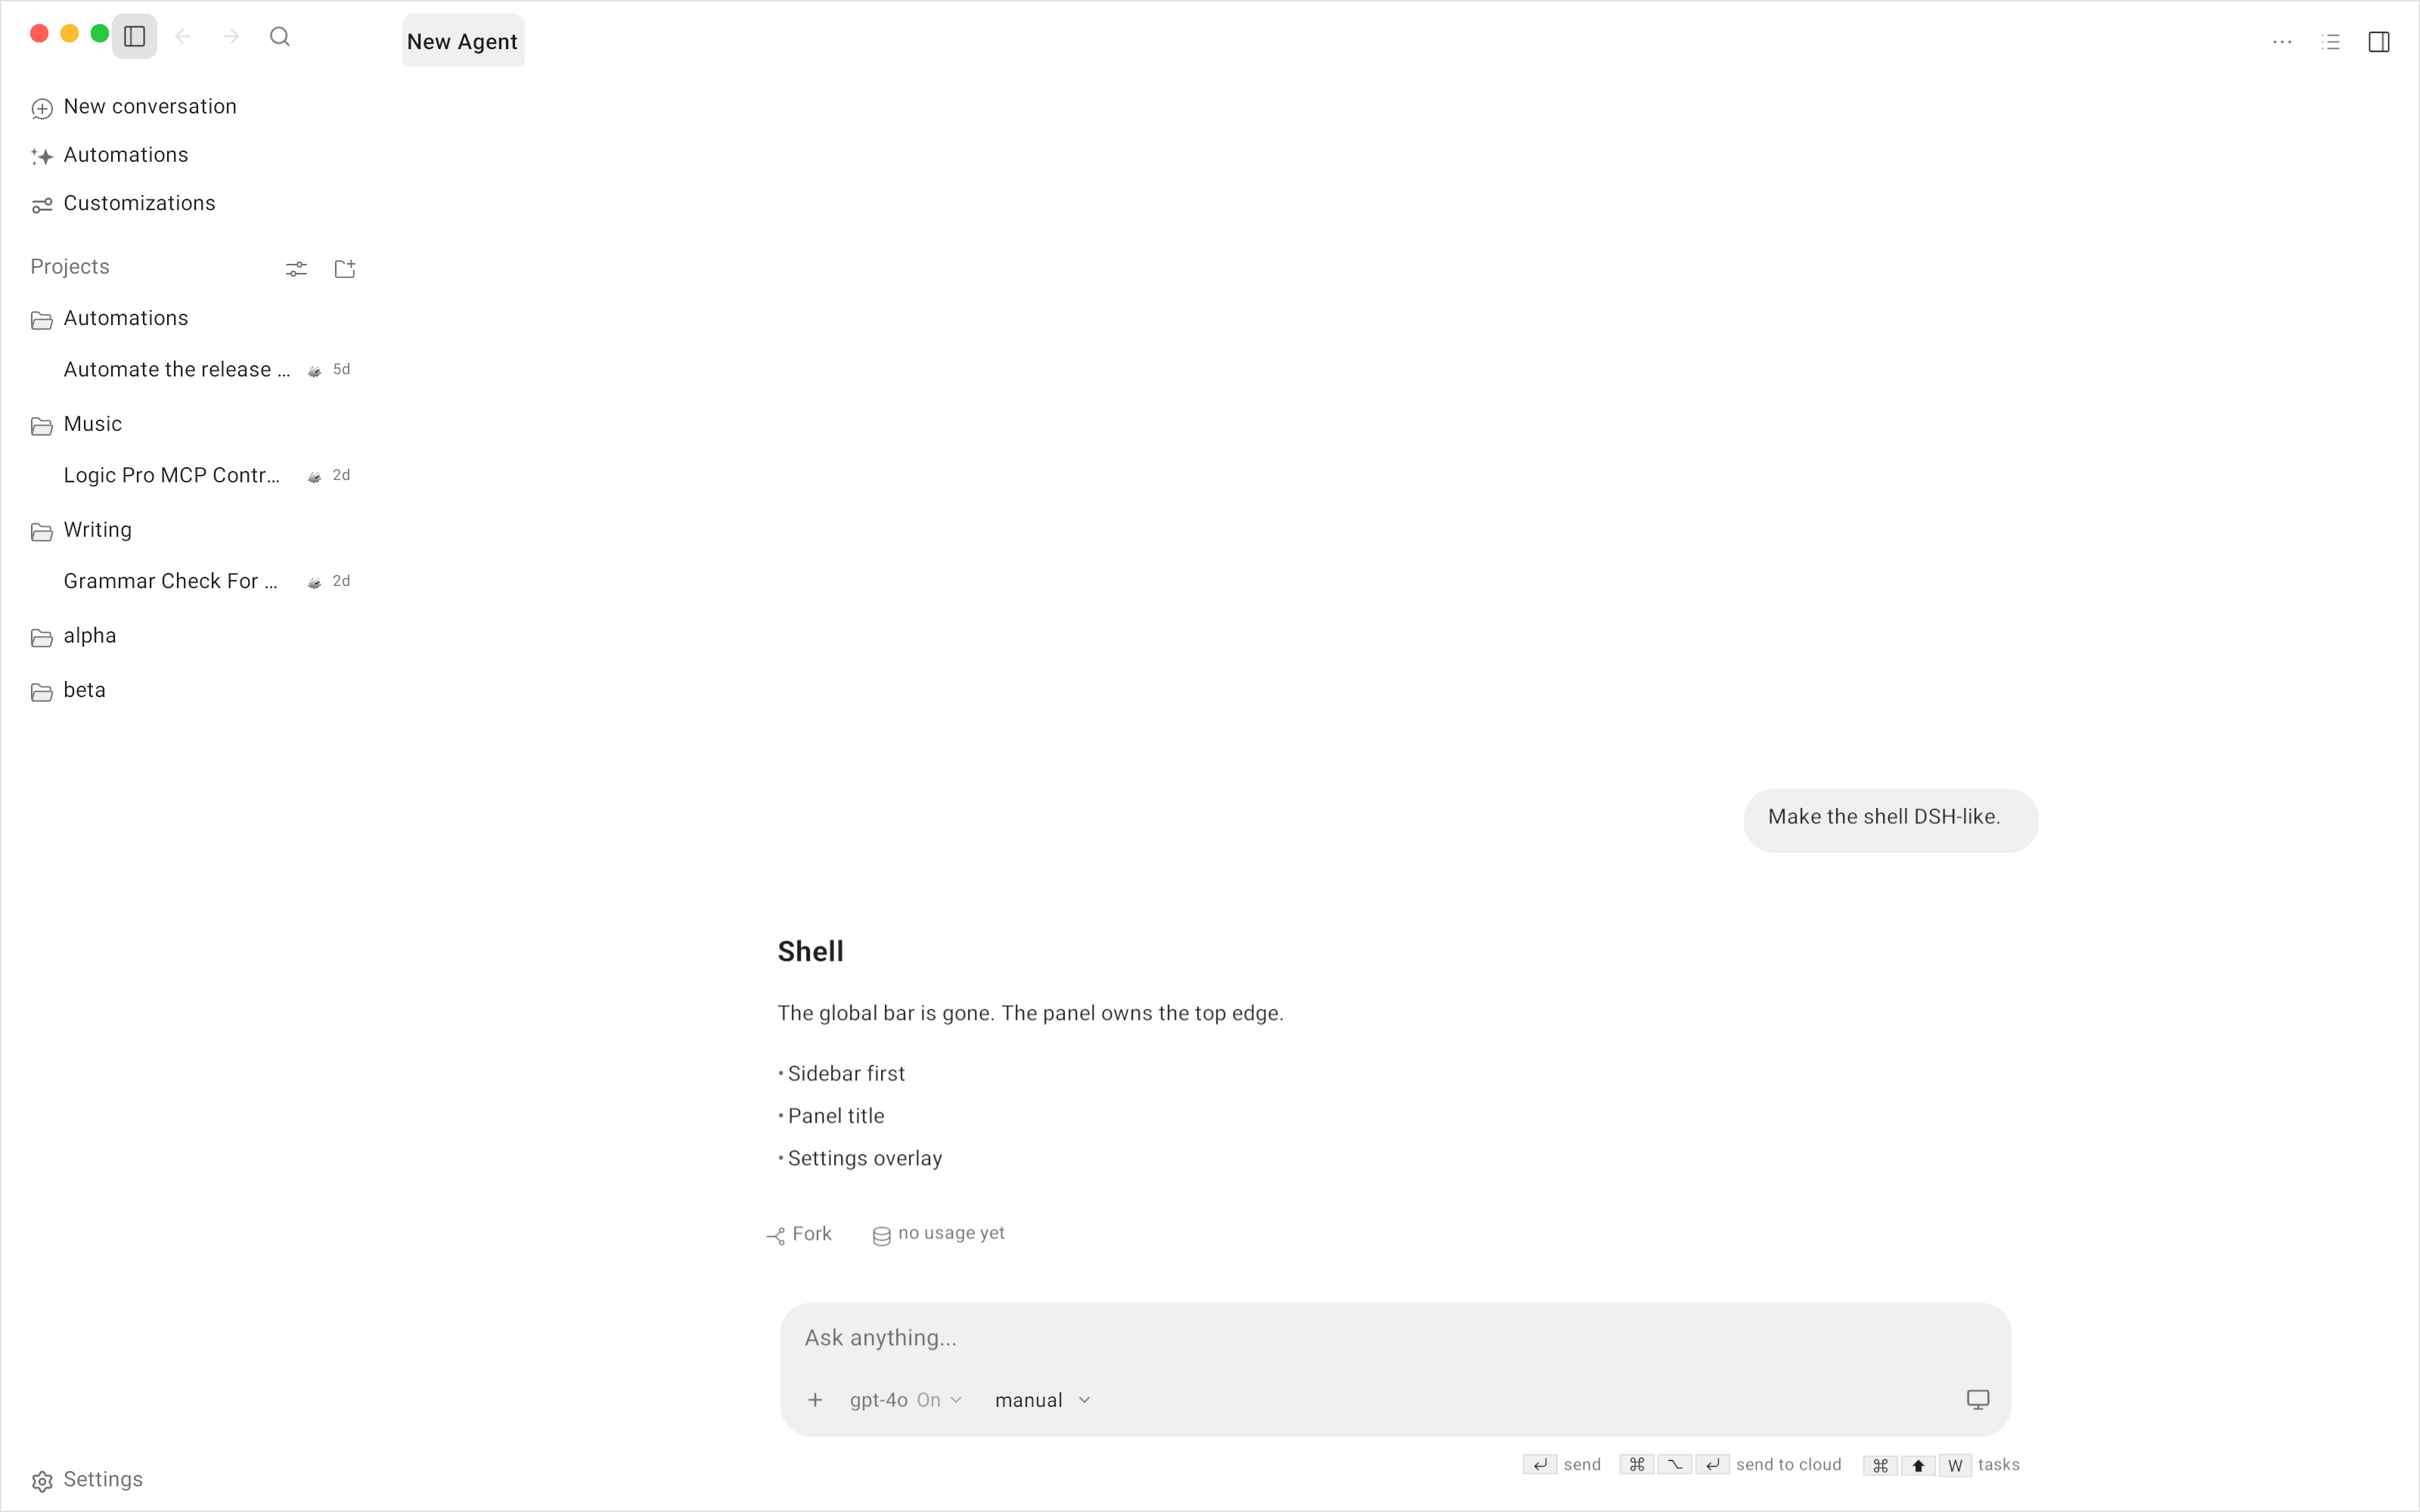 New Agent
New conversation
Automations
Customizations
Projects
Automations
Automate the release ... 5d
Music
Logic Pro MCP Contr... 2d
Writing
Grammar Check For ... 2d
alpha
beta
Settings
Make the shell DSH-like.
Shell
The global bar is gone. The panel owns the top edge.
• Sidebar first
• Panel title
• Settings overlay
Fork no usage yet
Ask anything...
gpt-4o On manual
↵ send ⌘ ⌥ ↵ send to cloud ⌘ ⬆ W tasks